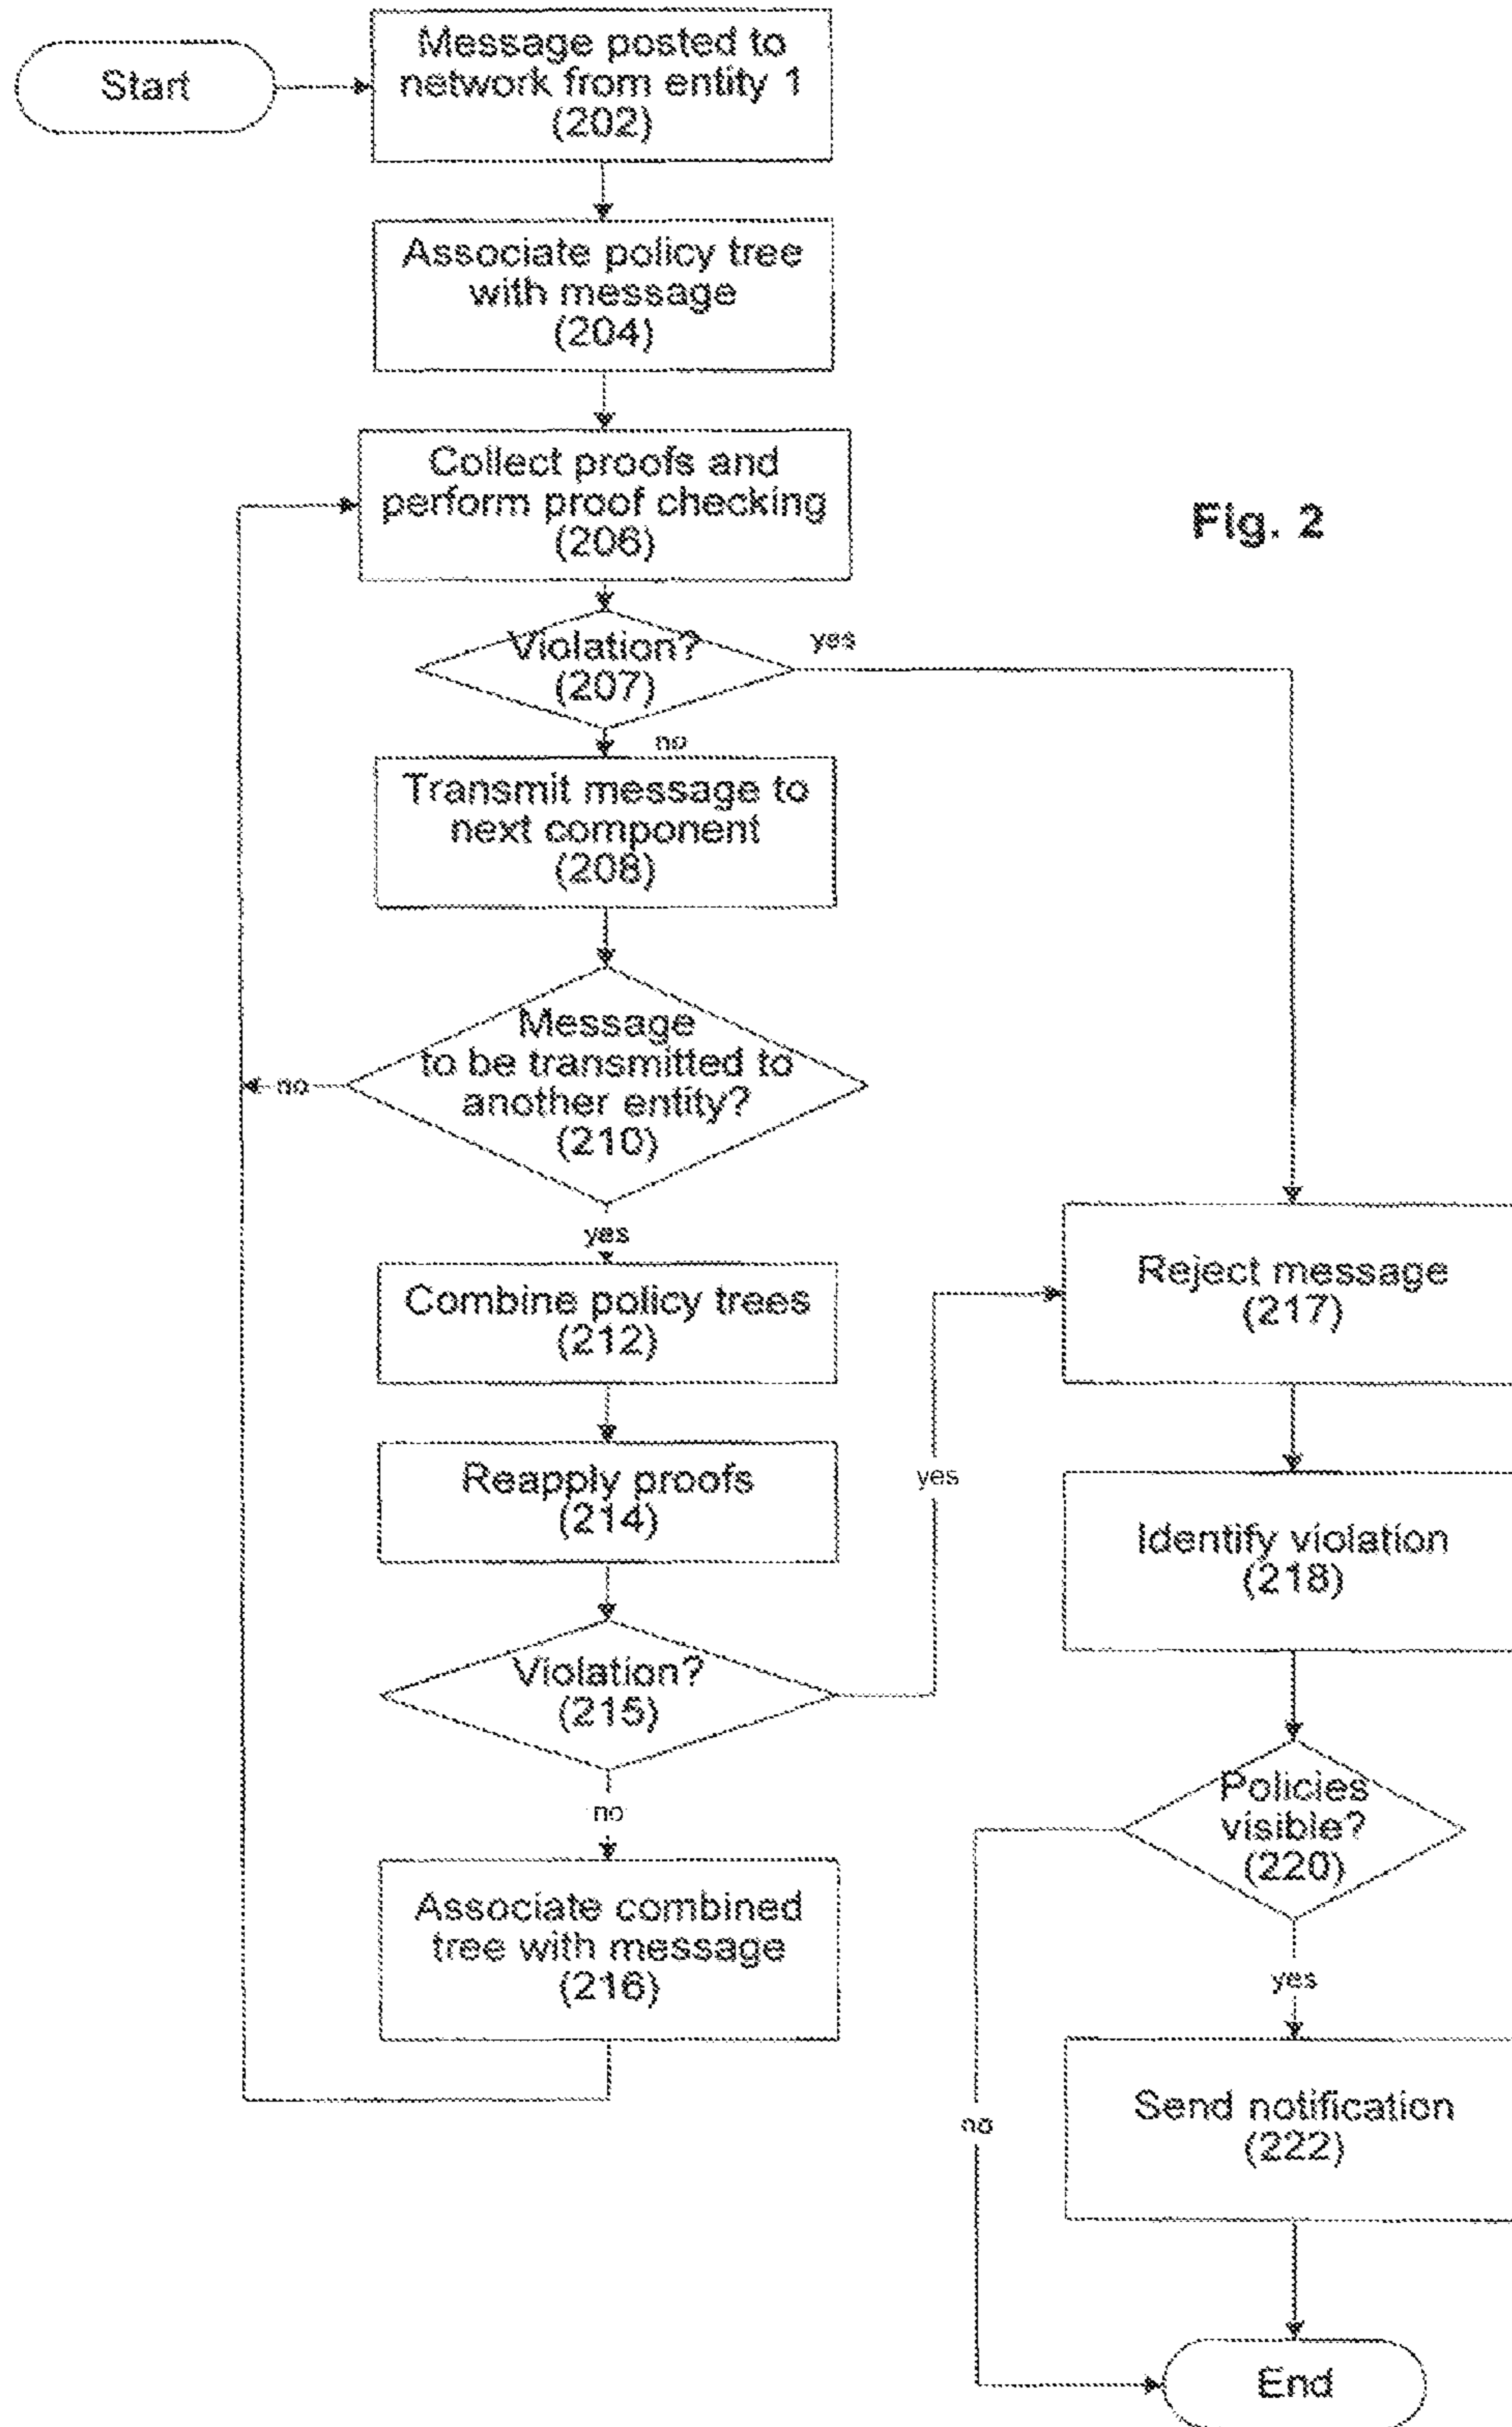 Start
Message posted to
network from entity 1
(202)
Associate policy tree
with message
(204)
Collect proofs and
perform proof checking
(206)
Fig. 2
Violation?
(207)
yes
no
Transmit message to
next component
(208)
Message
to be transmitted to
another entity?
(210)
no
yes
Combine policy trees
(212)
Reapply proofs
(214)
Violation?
(215)
yes
no
Associate combined
tree with message
(216)
Reject message
(217)
Identify violation
(218)
Policies
visible?
(220)
yes
no
Send notification
(222)
End